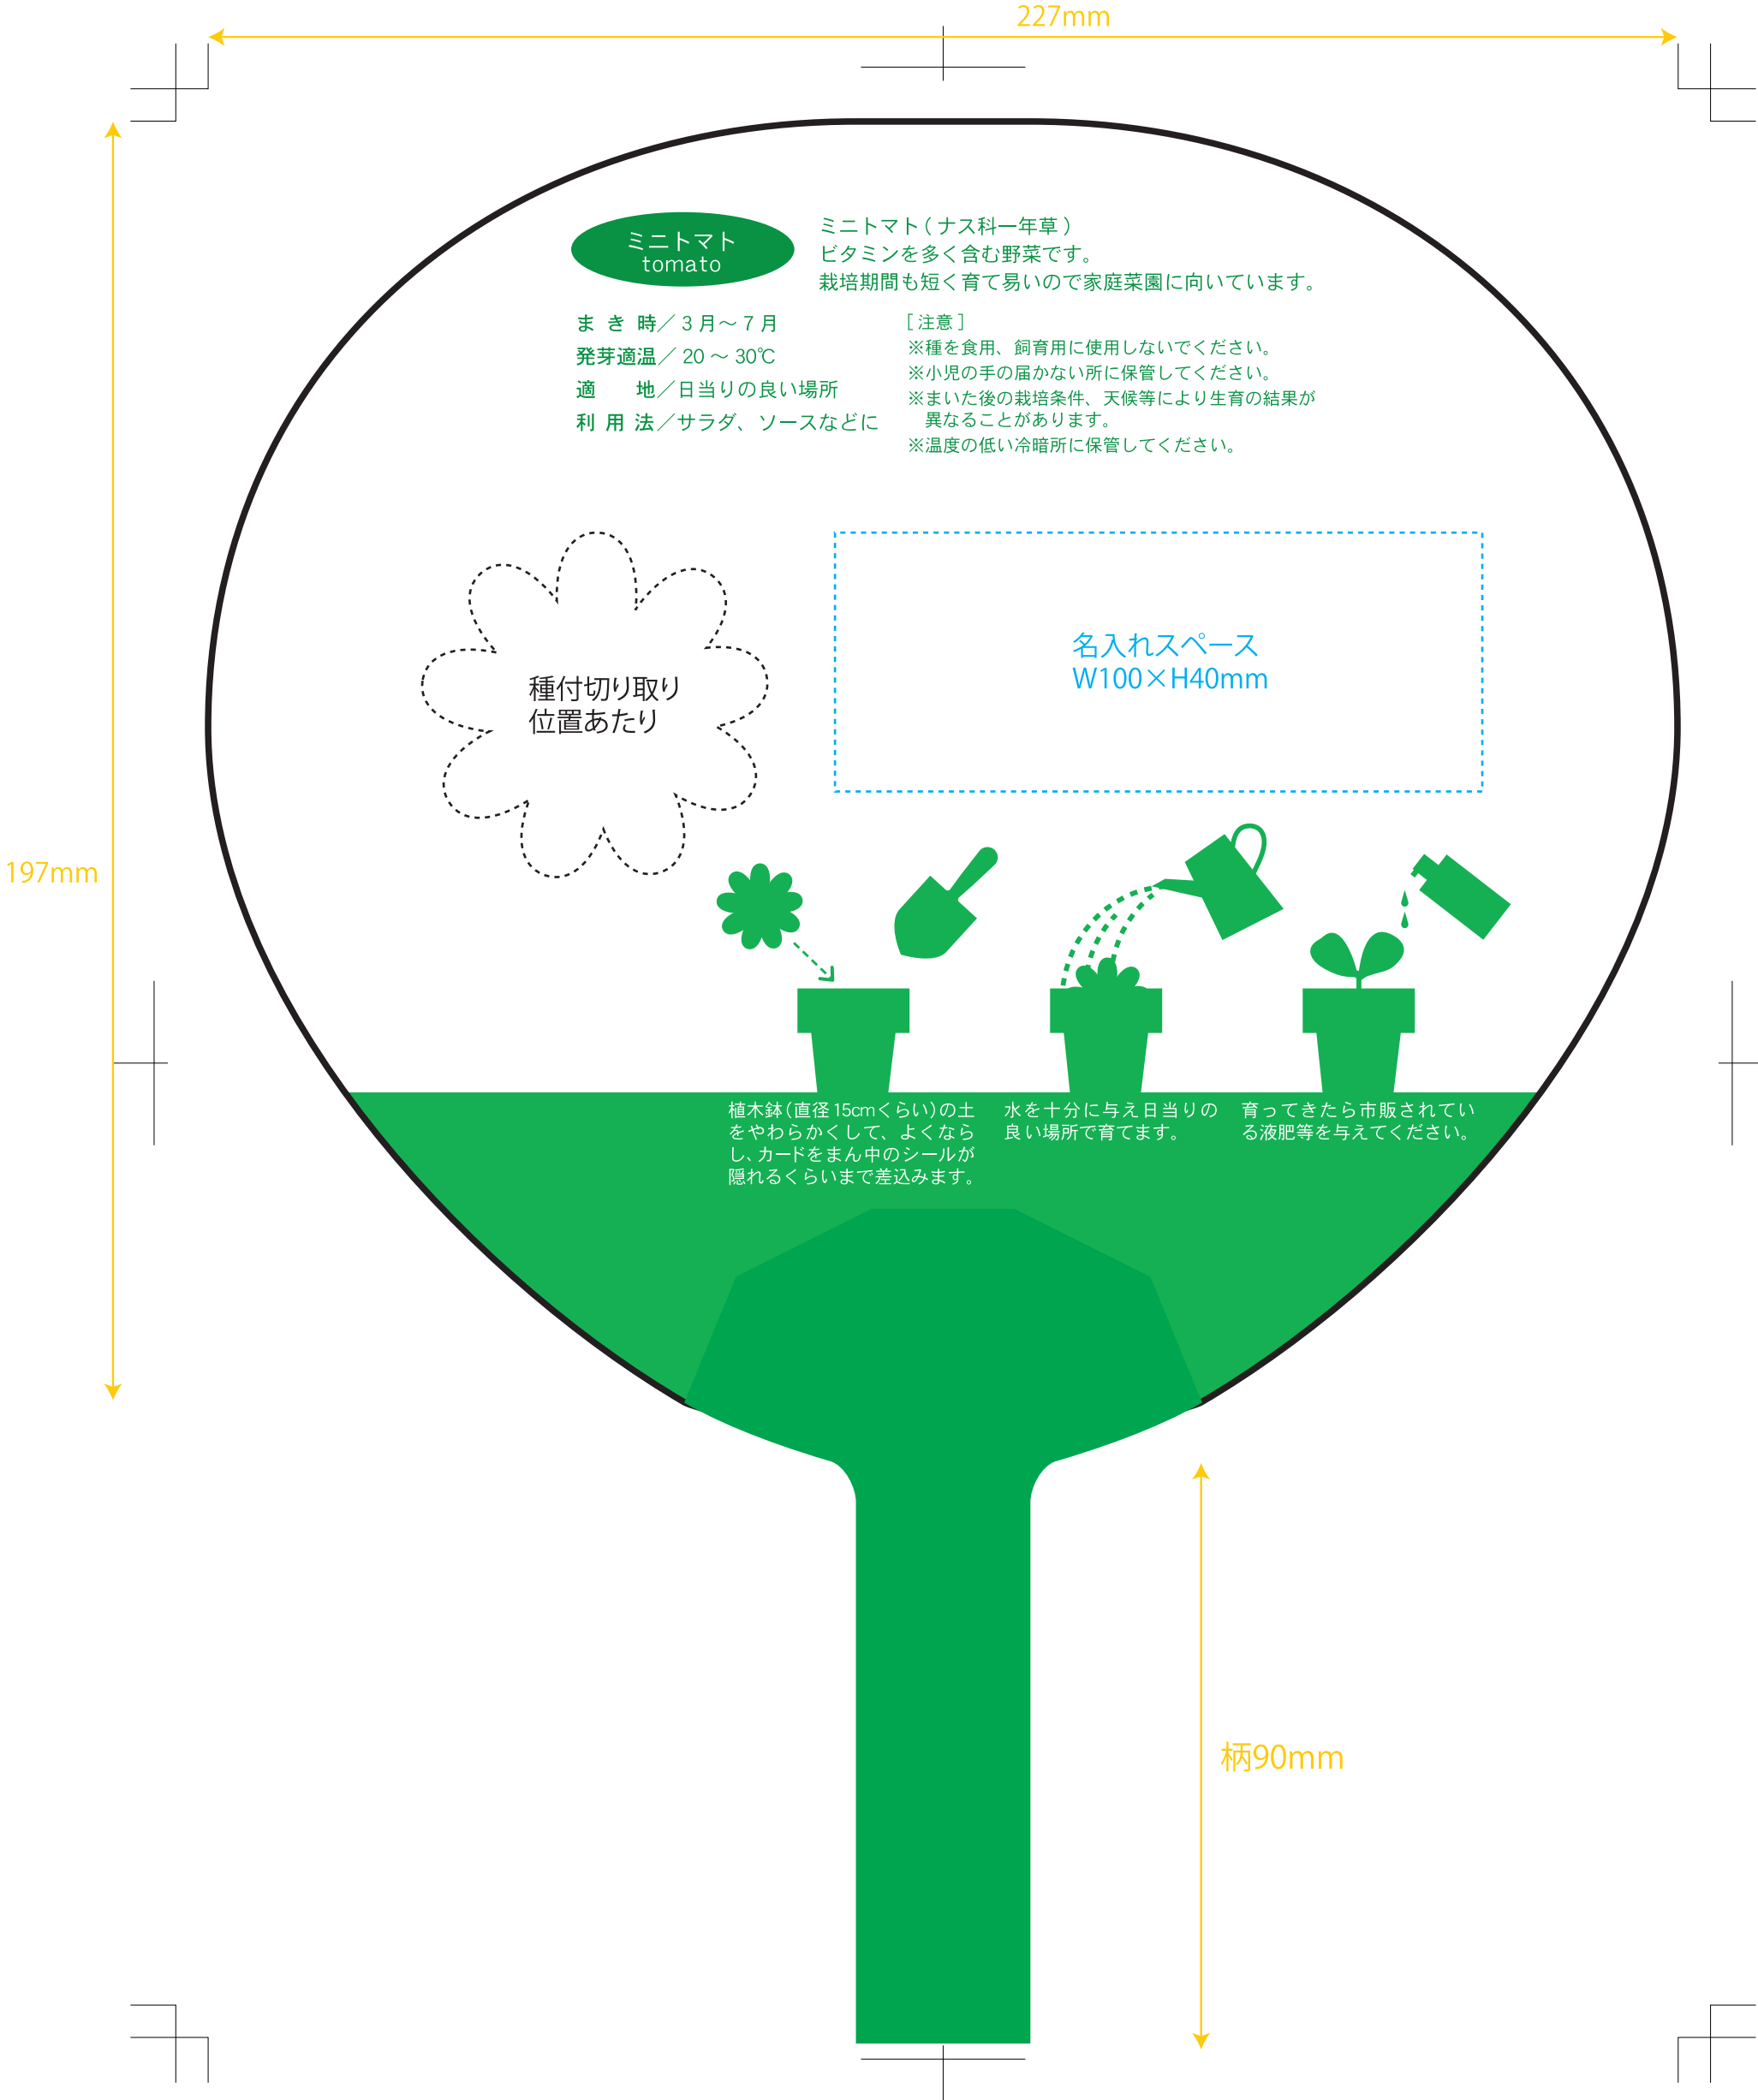 227mm
ミニトマト
tomato
ミニトマト（ナス科一年草）
ビタミンを多く含む野菜です。
栽培期間も短く育て易いので家庭菜園に向いています。
まき時／3月〜7月
発芽適温／20〜30℃
適地／日当りの良い場所
利用法／サラダ、ソースなどに
［注意］
※種を食用、飼育用に使用しないでください。
※小児の手の届かない所に保管してください。
※まいた後の栽培条件、天候等により生育の結果が
異なることがあります。
※温度の低い冷暗所に保管してください。
種付切り取り
位置あたり
名入れスペース
W100×H40mm
197mm
植木鉢(直径15cmくらい)の土
をやわらかくして、よくなら
し、カードをまん中のシールが
隠れるくらいまで差込みます。
水を十分に与え日当りの
良い場所で育てます。
育ってきたら市販されてい
る液肥等を与えてください。
柄90mm